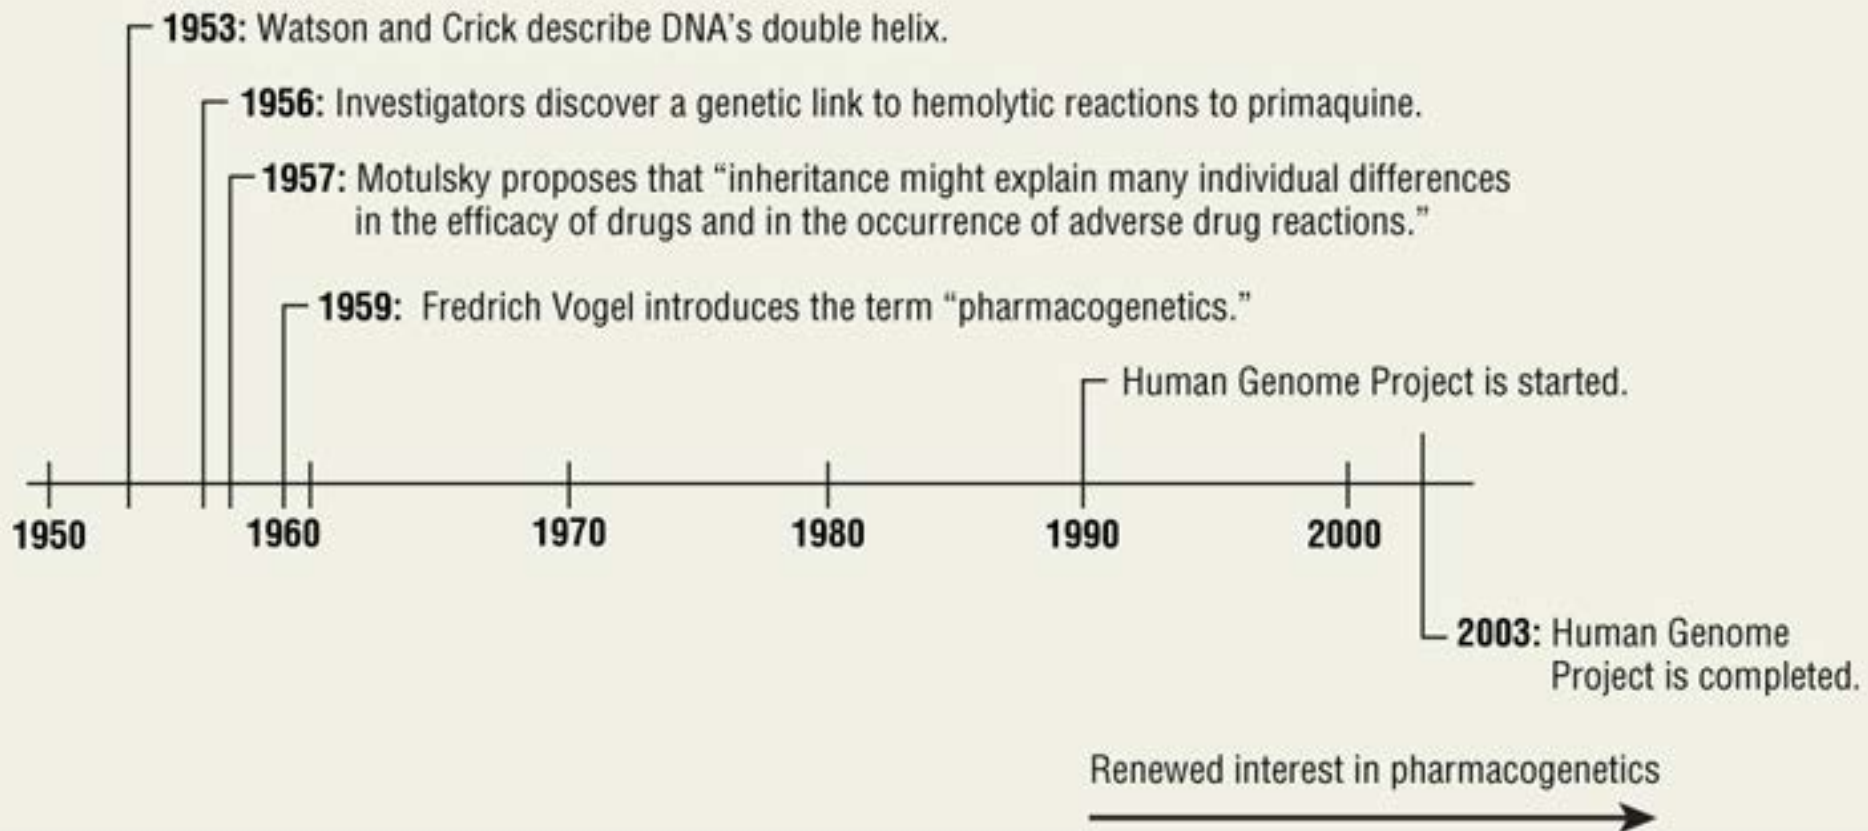 1953: Watson and Crick describe DNA's double helix.
1956: Investigators discover a genetic link to hemolytic reactions to primaquine.
1957: Motulsky proposes that “inheritance might explain many individual differences
in the efficacy of drugs and in the occurrence of adverse drug reactions.”
1959: Fredrich Vogel introduces the term “pharmacogenetics.”
Human Genome Project is started.
1950 1960 1970 1980 1990 2000
2003: Human Genome
Project is completed.
Renewed interest in pharmacogenetics